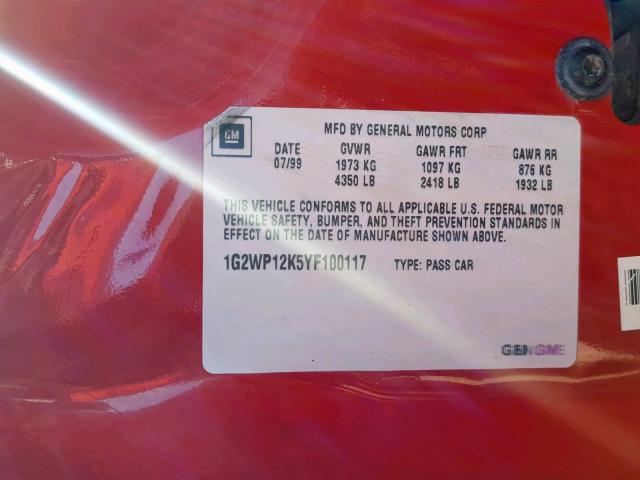 GM
MFD BY GENERAL MOTORS CORP
DATE GVWR GAWR FRT GAWR RR
07/99 1973 KG 1097 KG 876 KG
4350 LB 2418 LB 1932 LB
THIS VEHICLE CONFORMS TO ALL APPLICABLE U.S. FEDERAL MOTOR
VEHICLE SAFETY, BUMPER, AND THEFT PREVENTION STANDARDS IN
EFFECT ON THE DATE OF MANUFACTURE SHOWN ABOVE.
1G2WP12K5YF100117 TYPE: PASS CAR